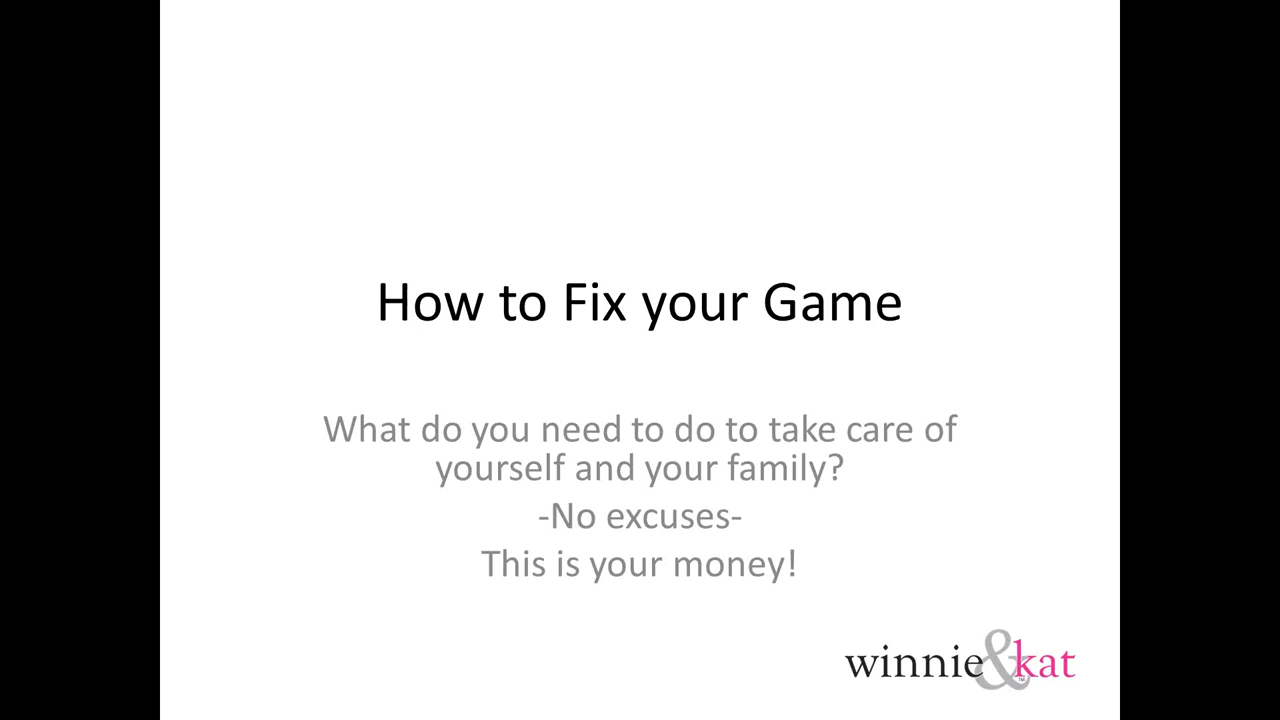 How to Fix your Game
What do you need to do to take care of
yourself and your family?
-No excuses-
This is your money!
winnie&kat
™